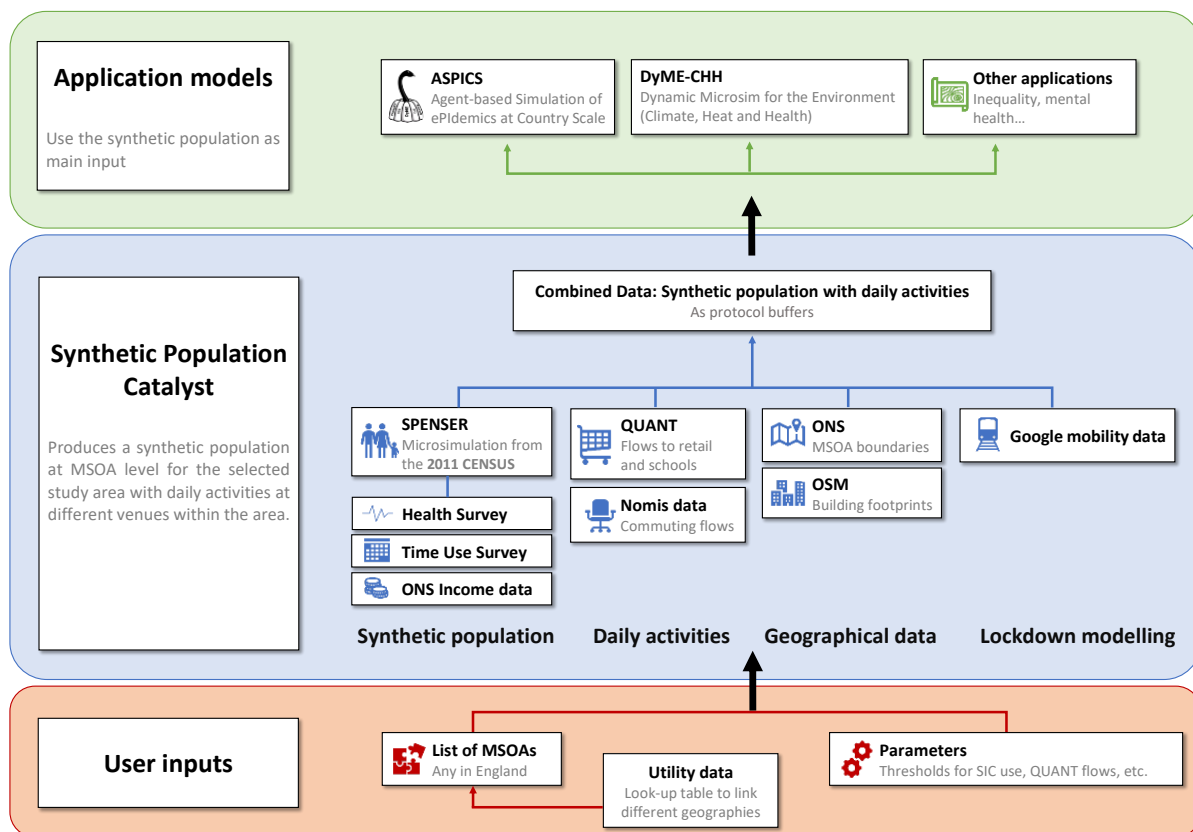 Application models
Use the synthetic population as
main input
ASPICS
Agent-based Simulation of
ePIdemics at Country Scale
DyME-CHH
Dynamic Microsim for the Environment
(Climate, Heat and Health)
Other applications
Inequality, mental
health...
Synthetic Population
Catalyst
Produces a synthetic population
at MSOA level for the selected
study area with daily activities at
different venues within the area.
Combined Data: Synthetic population with daily activities
As protocol buffers
SPENSER
Microsimulation from
the 2011 CENSUS
Health Survey
Time Use Survey
ONS Income data
QUANT
Flows to retail
and schools
Nomis data
Commuting flows
ONS
MSOA boundaries
OSM
Building footprints
Google mobility data
Synthetic population
Daily activities
Geographical data
Lockdown modelling
User inputs
List of MSOAs
Any in England
Utility data
Look-up table to link
different geographies
Parameters
Thresholds for SIC use, QUANT flows, etc.